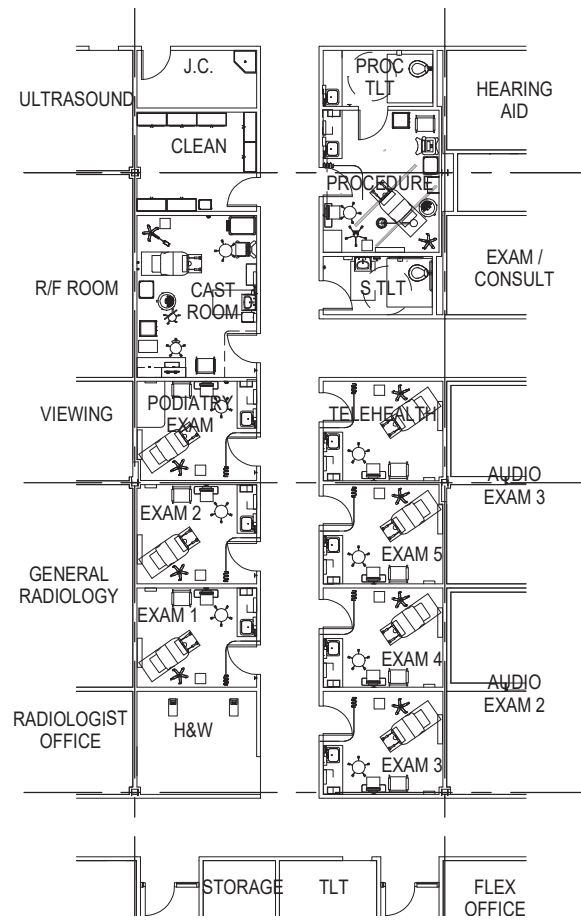 J.C.
PROC
TLT
ULTRASOUND
HEARING
AID
CLEAN
PROCEDURE
EXAM /
CONSULT
R/F ROOM
CAST
ROOM
S TLT
VIEWING
PODIATRY
EXAM
TELEHEALTH
AUDIO
EXAM 3
EXAM 2
EXAM 5
GENERAL
RADIOLOGY
EXAM 1
EXAM 4
AUDIO
EXAM 2
RADIOLOGIST
OFFICE
H&W
EXAM 3
STORAGE
TLT
FLEX
OFFICE